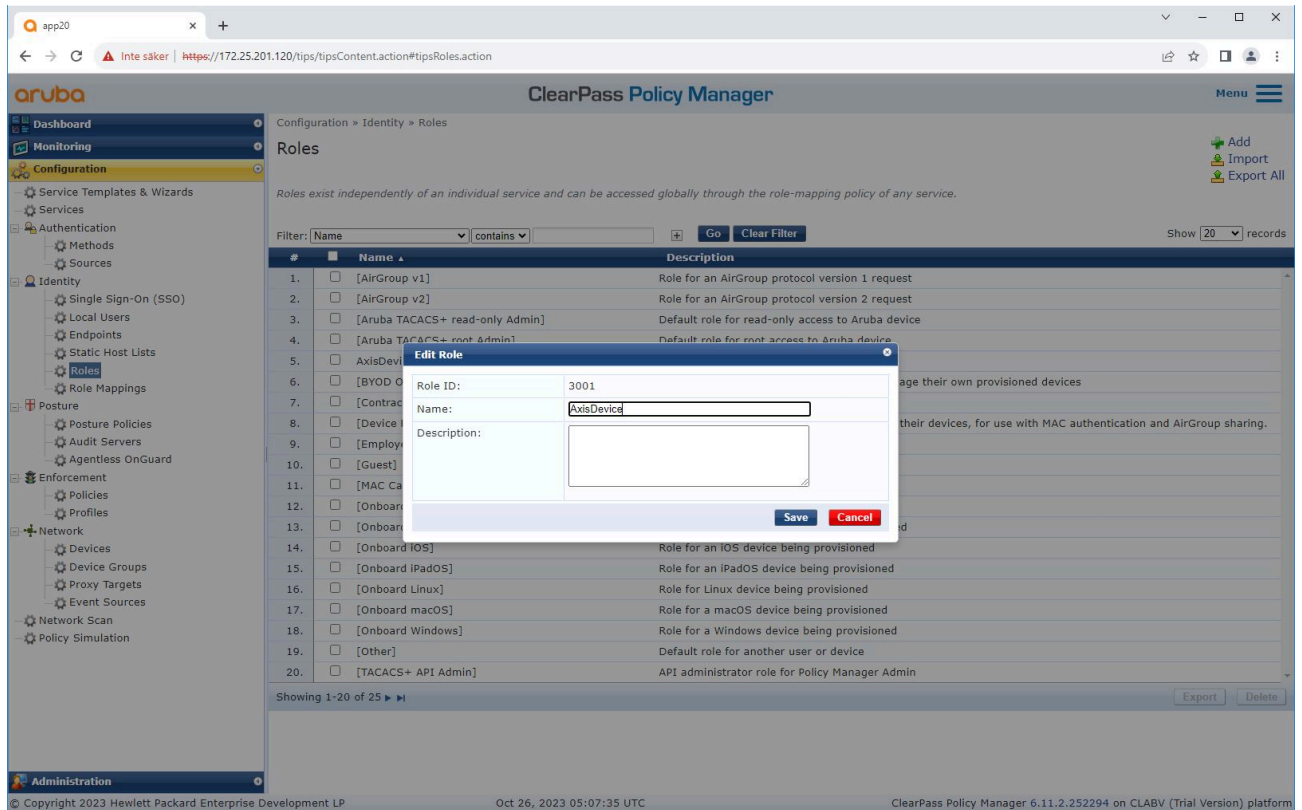 app20
Inte säker https://172.25.201.120/tips/tipsContent.action#tipsRoles.action
aruba
ClearPass Policy Manager
Menu
Dashboard
Monitoring
Configuration
Service Templates & Wizards
Services
Authentication
Methods
Sources
Identity
Single Sign-On (SSO)
Local Users
Endpoints
Static Host Lists
Roles
Role Mappings
Posture
Posture Policies
Audit Servers
Agentless OnGuard
Enforcement
Policies
Profiles
Network
Devices
Device Groups
Proxy Targets
Event Sources
Network Scan
Policy Simulation
Administration
Configuration » Identity » Roles
Roles
Add
Import
Export All
Roles exist independently of an individual service and can be accessed globally through the role-mapping policy of any service.
Filter: Name contains Go Clear Filter Show 20 records
# Name Description
1. [AirGroup v1] Role for an AirGroup protocol version 1 request
2. [AirGroup v2] Role for an AirGroup protocol version 2 request
3. [Aruba TACACS+ read-only Admin] Default role for read-only access to Aruba device
4. [Aruba TACACS+ root Admin] Default role for root access to Aruba device
5. AxisDevi
6. [BYOD O age their own provisioned devices
7. [Contrac
8. [Device their devices, for use with MAC authentication and AirGroup sharing.
9. [Employe
10. [Guest]
11. [MAC Ca
12. [Onboar
13. [Onboar ed
14. [Onboard iOS] Role for an iOS device being provisioned
15. [Onboard iPadOS] Role for an iPadOS device being provisioned
16. [Onboard Linux] Role for Linux device being provisioned
17. [Onboard macOS] Role for a macOS device being provisioned
18. [Onboard Windows] Role for a Windows device being provisioned
19. [Other] Default role for another user or device
20. [TACACS+ API Admin] API administrator role for Policy Manager Admin
Showing 1-20 of 25
Export Delete
Edit Role
Role ID: 3001
Name: AxisDevice
Description:
Save Cancel
© Copyright 2023 Hewlett Packard Enterprise Development LP Oct 26, 2023 05:07:35 UTC ClearPass Policy Manager 6.11.2.252294 on CLABV (Trial Version) platform